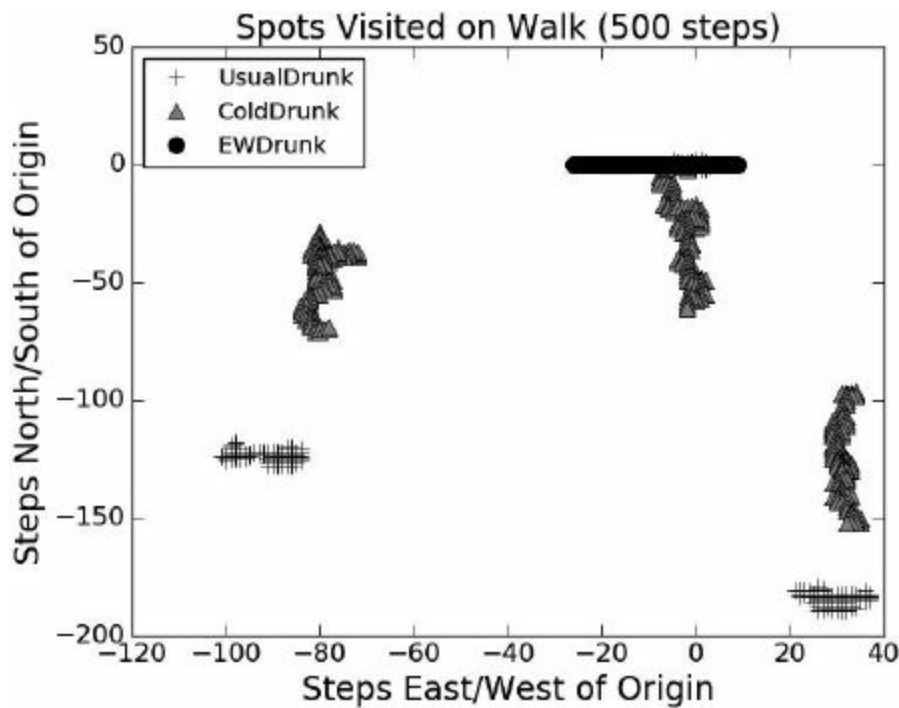 Spots Visited on Walk (500 steps)
50
0
−50
−100
−150
−200
UsualDrunk
ColdDrunk
EWDrunk
Steps North/South of Origin
−120 −100 −80 −60 −40 −20 0 20 40
Steps East/West of Origin